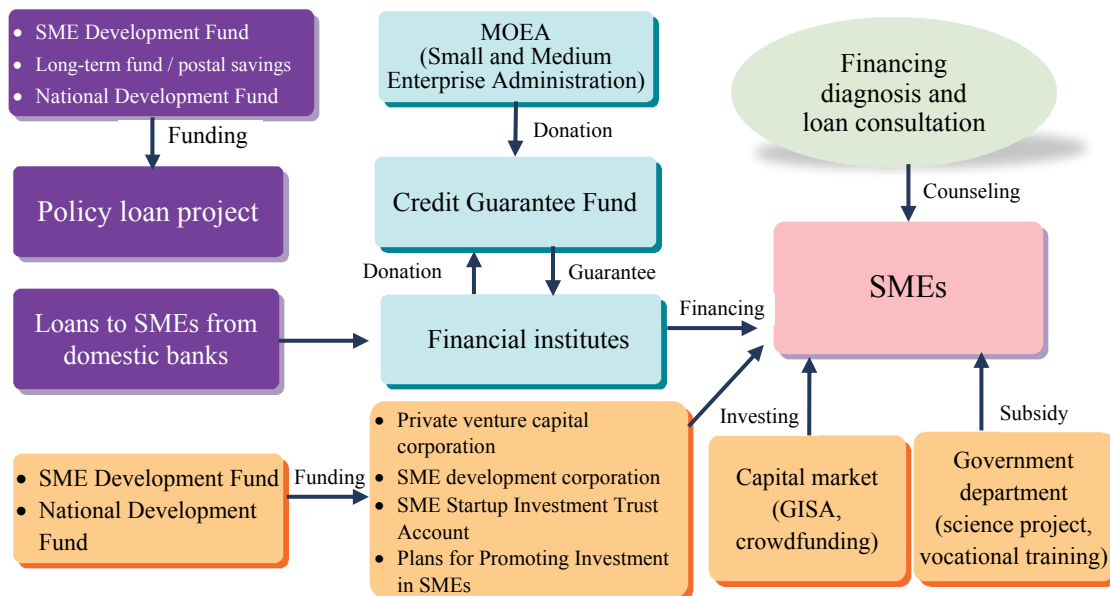 • SME Development Fund
• Long-term fund / postal savings
• National Development Fund
Funding
Policy loan project
Loans to SMEs from
domestic banks
MOEA
(Small and Medium
Enterprise Administration)
Donation
Credit Guarantee Fund
Donation
Guarantee
Financial institutes
Financing
Financing
diagnosis and
loan consultation
Counseling
SMEs
• SME Development Fund
• National Development
Fund
Funding
• Private venture capital
corporation
• SME development corporation
• SME Startup Investment Trust
Account
• Plans for Promoting Investment
in SMEs
Investing
Capital market
(GISA,
crowdfunding)
Subsidy
Government
department
(science project,
vocational training)